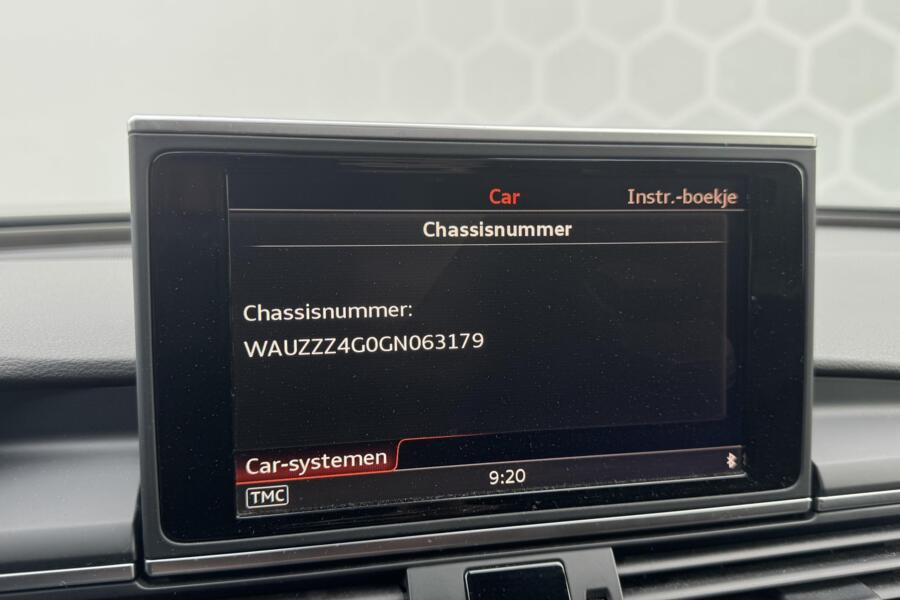 Car Instr.-boekje
Chassisnummer
Chassisnummer:
WAUZZZ4G0GN063179
Car-systemen
9:20
TMC